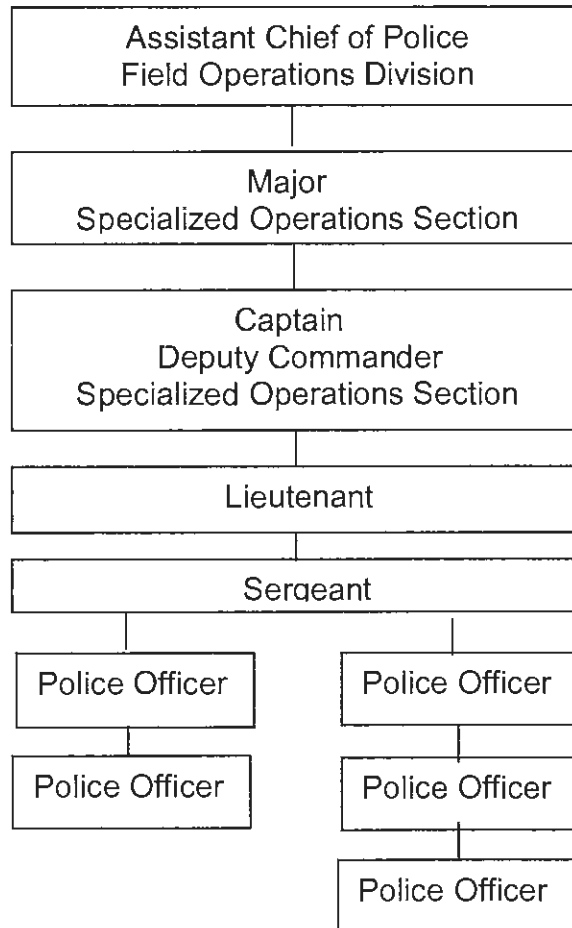 Assistant Chief of Police
Field Operations Division
Major
Specialized Operations Section
Captain
Deputy Commander
Specialized Operations Section
Lieutenant
Sergeant
Police Officer
Police Officer
Police Officer
Police Officer
Police Officer